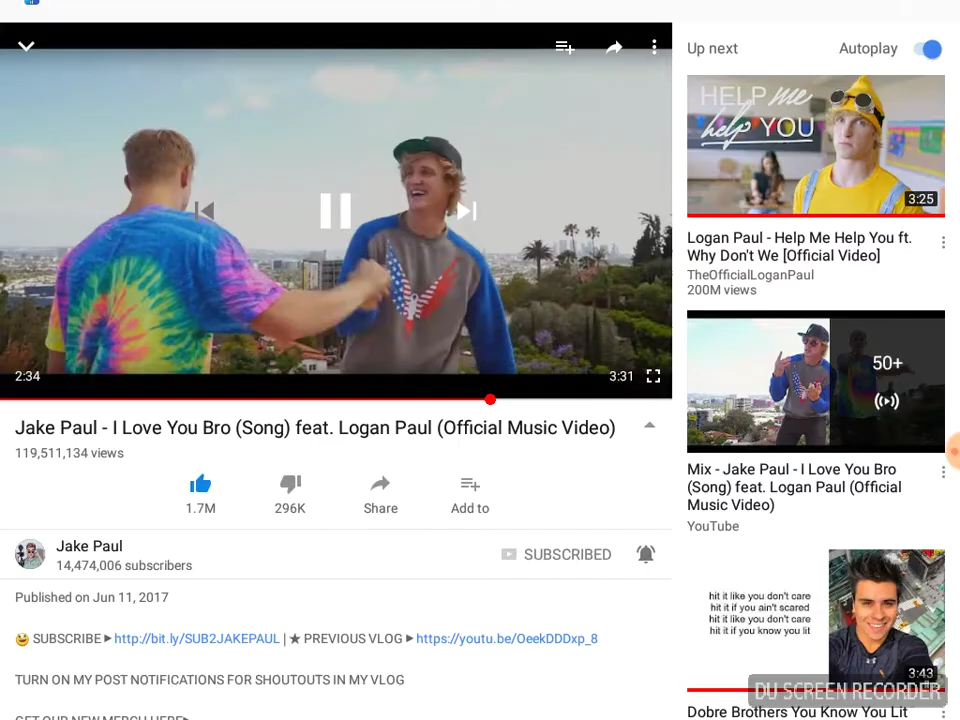 Up next
Autoplay
2:34
3:31
Jake Paul - I Love You Bro (Song) feat. Logan Paul (Official Music Video)
119,511,134 views
1.7M
296K
Share
Add to
Jake Paul
14,474,006 subscribers
SUBSCRIBED
Published on Jun 11, 2017
SUBSCRIBE ▸ http://bit.ly/SUB2JAKEPAUL | ★ PREVIOUS VLOG ▸ https://youtu.be/OeekDDDxp_8
TURN ON MY POST NOTIFICATIONS FOR SHOUTOUTS IN MY VLOG
GET OUR NEW MERCH HERE▸
HELP me
help YOU
3:25
Logan Paul - Help Me Help You ft.
Why Don't We [Official Video]
TheOfficialLoganPaul
200M views
50+
Mix - Jake Paul - I Love You Bro
(Song) feat. Logan Paul (Official
Music Video)
YouTube
hit it like you don't care
hit it if you ain't scared
hit it like you don't care
hit it if you know you lit
3:43
DU SCREEN RECORDER
Dobre Brothers You Know You Lit